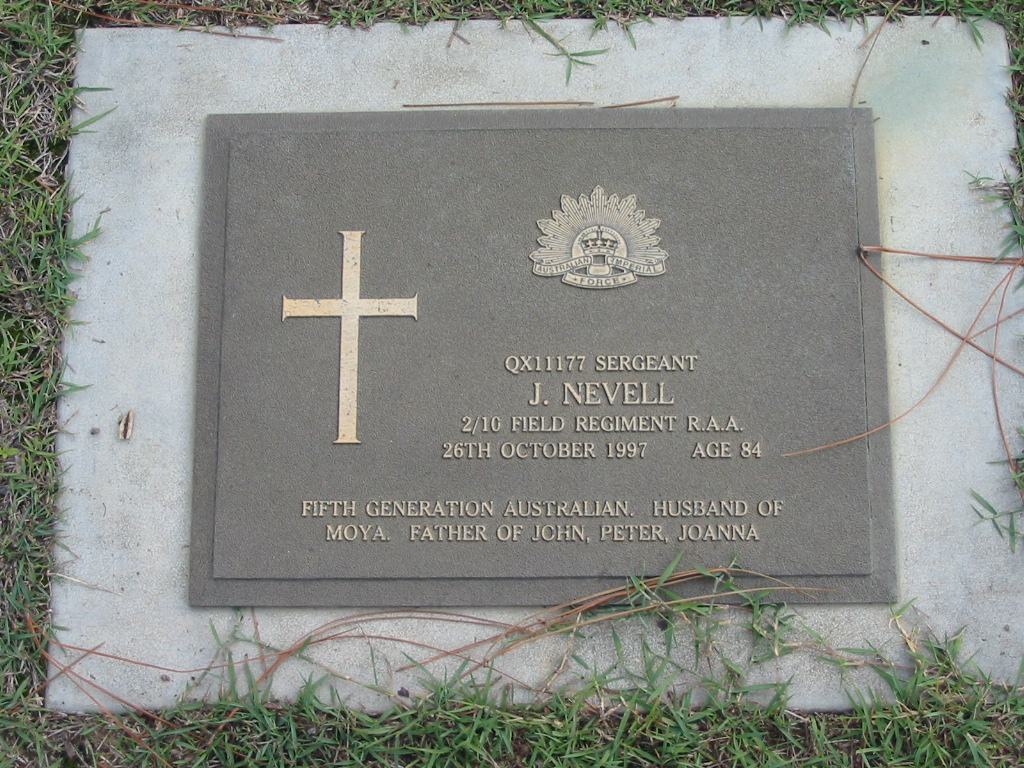 AUSTRALIAN IMPERIAL
FORCE
QX11177 SERGEANT
J. NEVELL
2/10 FIELD REGIMENT R.A.A.
26TH OCTOBER 1997 AGE 84
FIFTH GENERATION AUSTRALIAN. HUSBAND OF
MOYA. FATHER OF JOHN, PETER, JOANNA